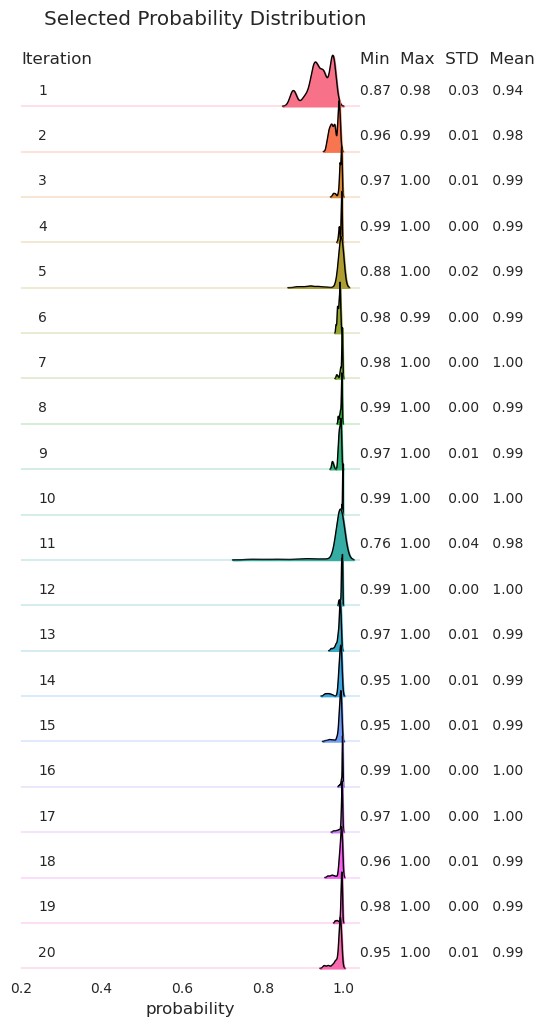 Selected Probability Distribution
Iteration Min Max STD Mean
1 0.87 0.98 0.03 0.94
2 0.96 0.99 0.01 0.98
3 0.97 1.00 0.01 0.99
4 0.99 1.00 0.00 0.99
5 0.88 1.00 0.02 0.99
6 0.98 0.99 0.00 0.99
7 0.98 1.00 0.00 1.00
8 0.99 1.00 0.00 0.99
9 0.97 1.00 0.01 0.99
10 0.99 1.00 0.00 1.00
11 0.76 1.00 0.04 0.98
12 0.99 1.00 0.00 1.00
13 0.97 1.00 0.01 0.99
14 0.95 1.00 0.01 0.99
15 0.95 1.00 0.01 0.99
16 0.99 1.00 0.00 1.00
17 0.97 1.00 0.00 1.00
18 0.96 1.00 0.01 0.99
19 0.98 1.00 0.00 0.99
20 0.95 1.00 0.01 0.99
0.2 0.4 0.6 0.8 1.0
probability